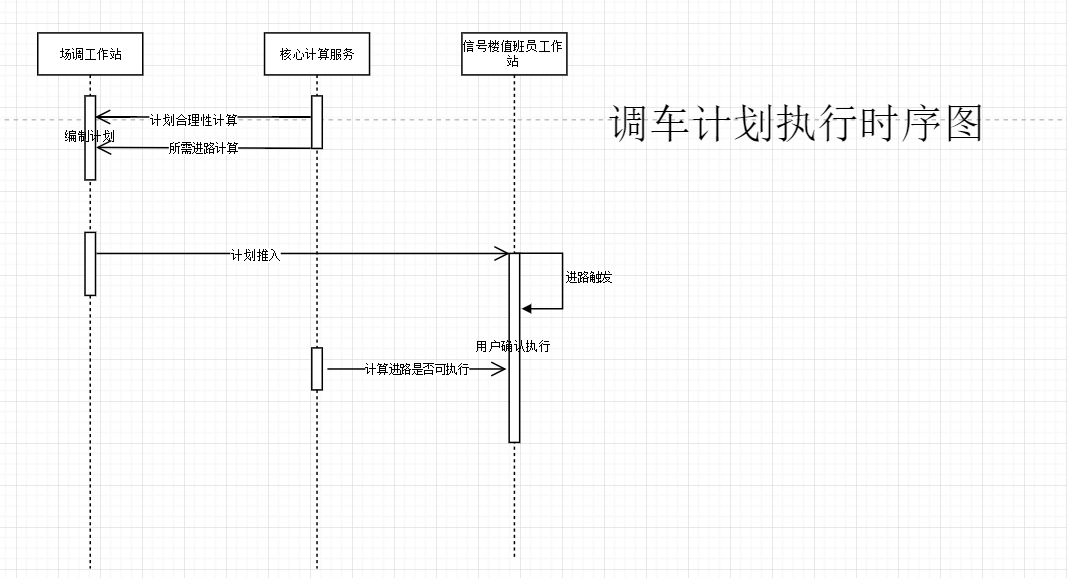 场调工作站
核心计算服务
信号楼值班员工作
站
调车计划执行时序图
计划合理性计算
编制计划
所需进路计算
计划推入
进路触发
用户确认执行
计算进路是否可执行